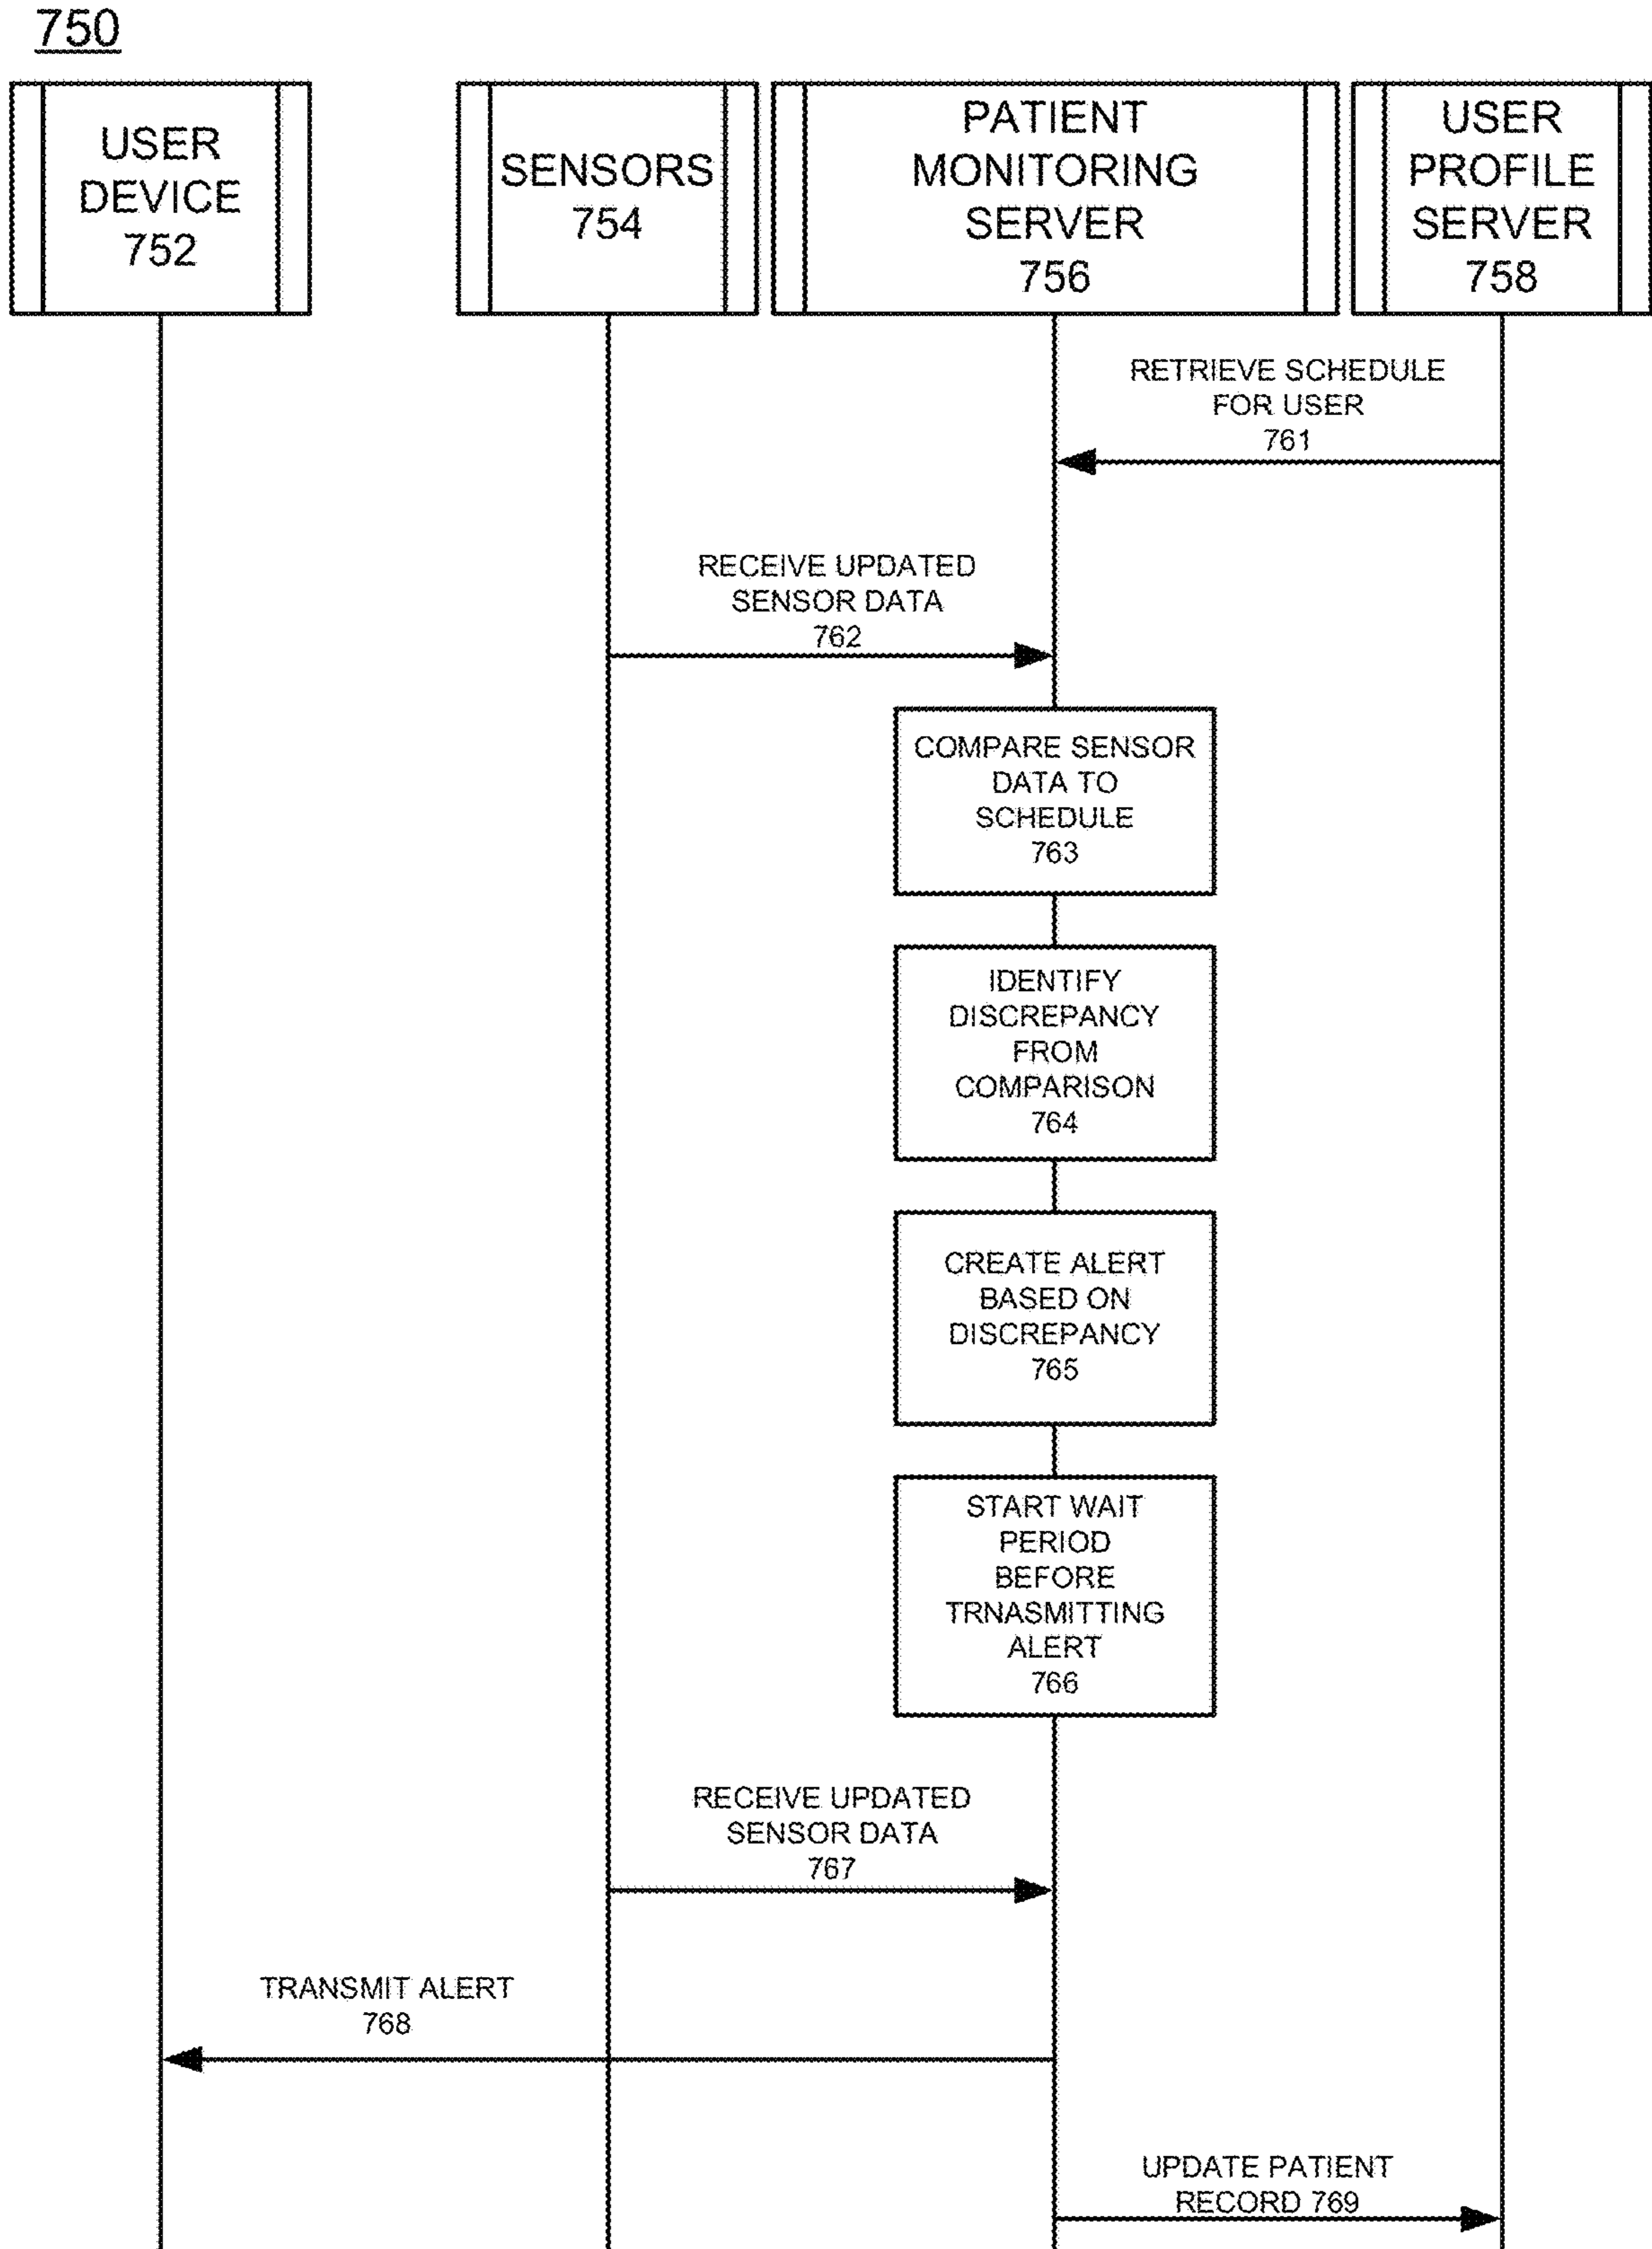 750
USER
DEVICE
752
SENSORS
754
PATIENT
MONITORING
SERVER
756
USER
PROFILE
SERVER
758
RETRIEVE SCHEDULE
FOR USER
761
RECEIVE UPDATED
SENSOR DATA
762
COMPARE SENSOR
DATA TO
SCHEDULE
763
IDENTIFY
DISCREPANCY
FROM
COMPARISON
764
CREATE ALERT
BASED ON
DISCREPANCY
765
START WAIT
PERIOD
BEFORE
TRNASMITTING
ALERT
766
RECEIVE UPDATED
SENSOR DATA
767
TRANSMIT ALERT
768
UPDATE PATIENT
RECORD 769